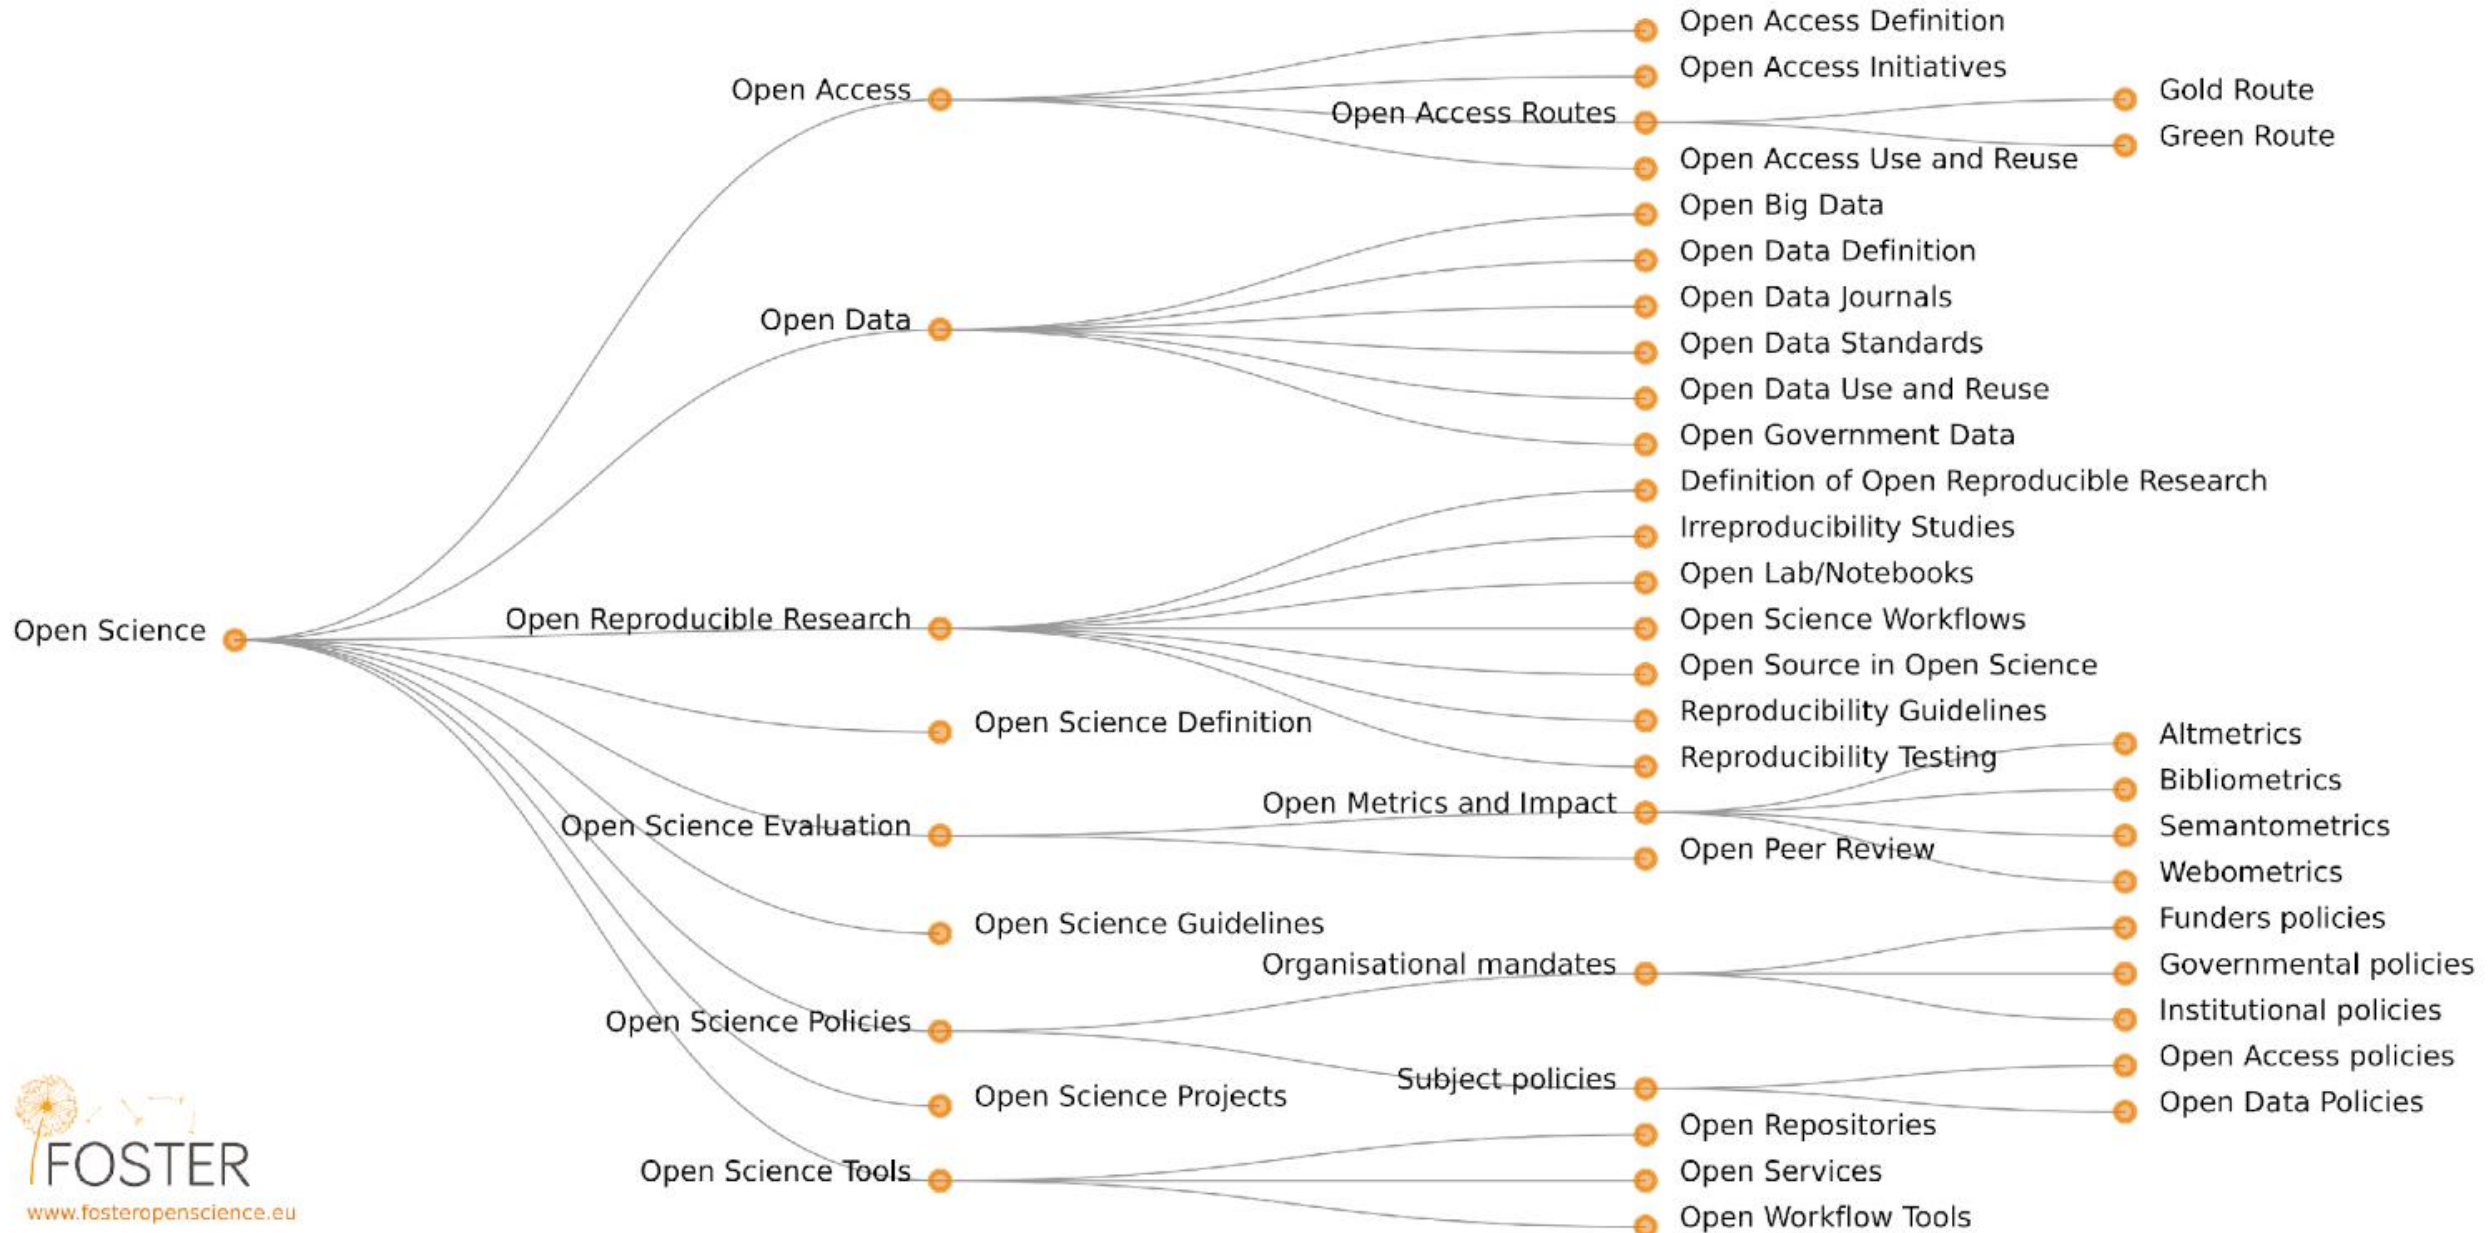 Open Science
Open Access
Open Access Definition
Open Access Initiatives
Open Access Routes
Gold Route
Green Route
Open Access Use and Reuse
Open Data
Open Big Data
Open Data Definition
Open Data Journals
Open Data Standards
Open Data Use and Reuse
Open Government Data
Open Reproducible Research
Definition of Open Reproducible Research
Irreproducibility Studies
Open Lab/Notebooks
Open Science Workflows
Open Source in Open Science
Reproducibility Guidelines
Reproducibility Testing
Open Science Definition
Open Science Evaluation
Open Metrics and Impact
Altmetrics
Bibliometrics
Semantometrics
Webometrics
Open Peer Review
Open Science Guidelines
Open Science Policies
Organisational mandates
Funders policies
Governmental policies
Institutional policies
Subject policies
Open Access policies
Open Data Policies
Open Science Projects
Open Science Tools
Open Repositories
Open Services
Open Workflow Tools
FOSTER
www.fosteropenscience.eu